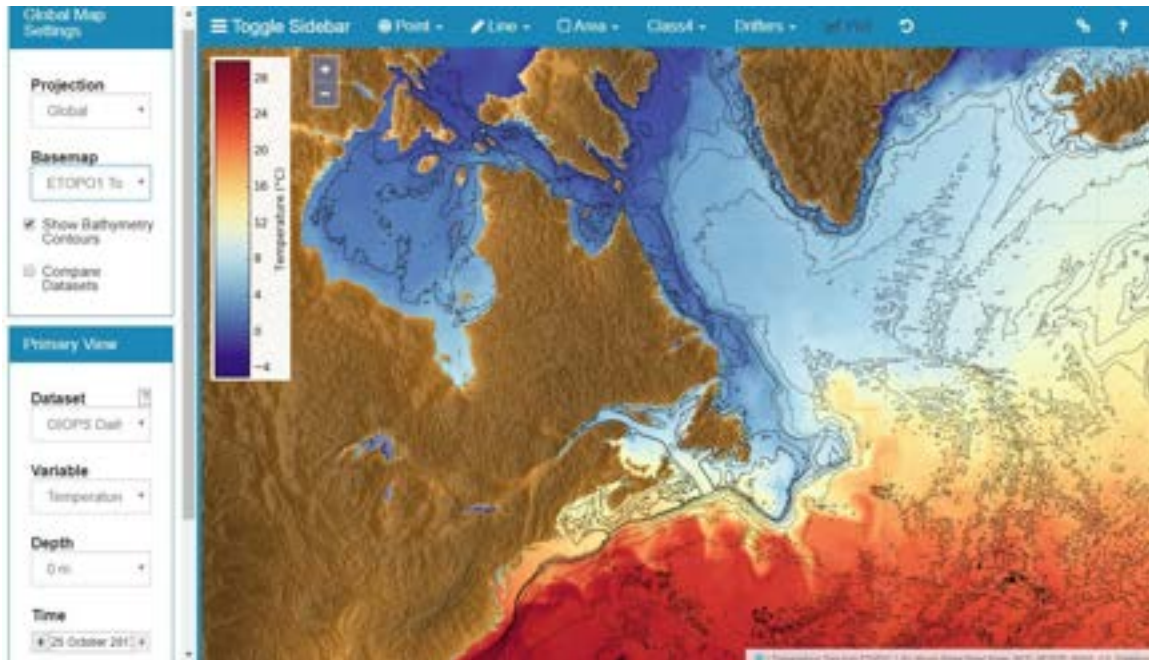 Global Map
Settings
Projection
Global
Basemap
ETOPO1 To
Show Bathymetry
Contours
Compare
Datasets
Primary View
Dataset
?
GIOPS Dail
Variable
Temperature
Depth
0 m
Time
25 October 201
Toggle Sidebar
Point
Line
Area
Class4
Drifters
?
+
−
28
24
20
16
12
8
4
0
−4
Temperature (°C)